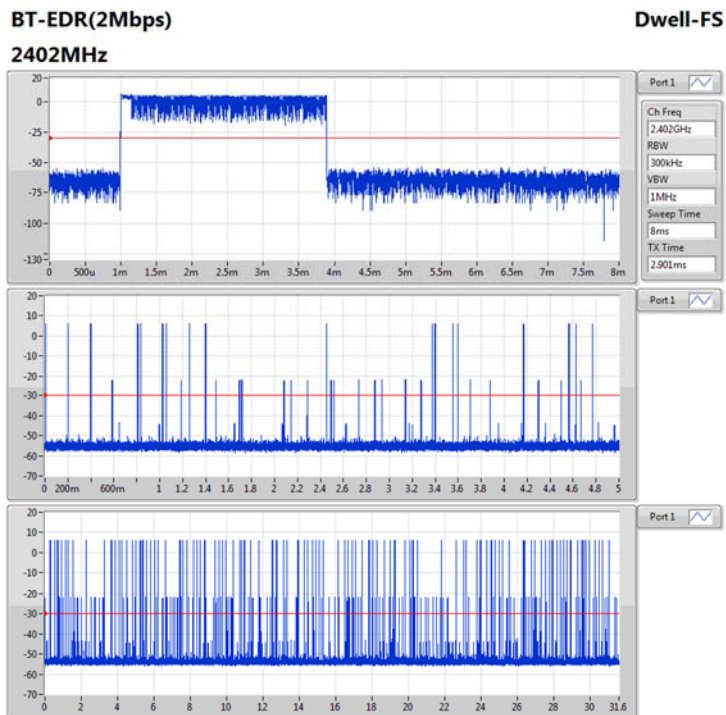 BT-EDR(2Mbps) Dwell-FS
2402MHz
Port 1
Ch Freq
2.402GHz
RBW
300kHz
VBW
1MHz
Sweep Time
8ms
TX Time
2.901ms
20
0
-25
-50
-75
-100
-130
0 500u 1m 1.5m 2m 2.5m 3m 3.5m 4m 4.5m 5m 5.5m 6m 6.5m 7m 7.5m 8m
Port 1
20
10
0
-10
-20
-30
-40
-50
-60
-70
0 200m 600m 1 1.2 1.4 1.6 1.8 2 2.2 2.4 2.6 2.8 3 3.2 3.4 3.6 3.8 4 4.2 4.4 4.6 4.8 5
Port 1
20
10
0
-10
-20
-30
-40
-50
-60
-70
0 2 4 6 8 10 12 14 16 18 20 22 24 26 28 30 31.6